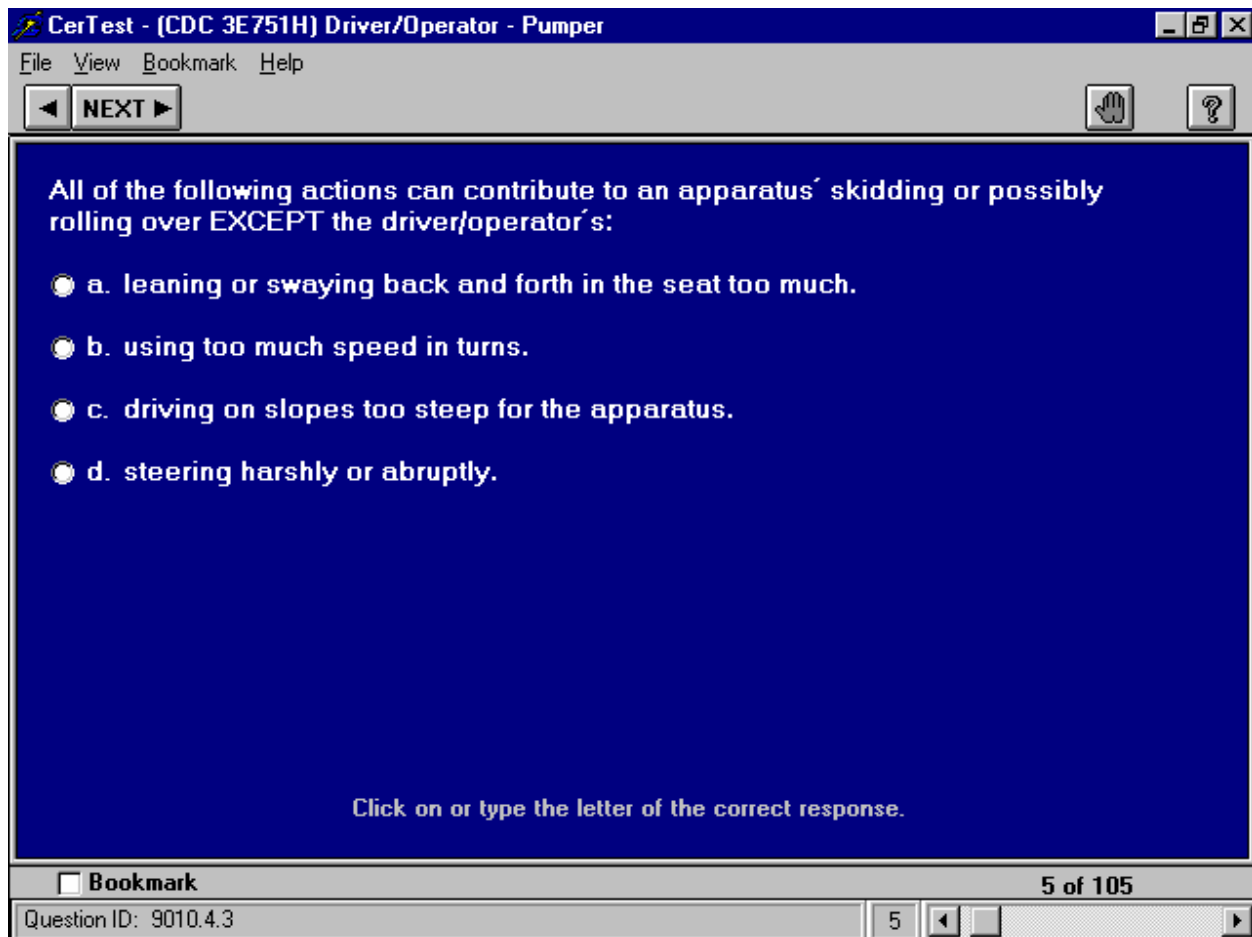 CerTest - (CDC 3E751H) Driver/Operator - Pumper
File View Bookmark Help
NEXT
All of the following actions can contribute to an apparatus´ skidding or possibly
rolling over EXCEPT the driver/operator´s:
a. leaning or swaying back and forth in the seat too much.
b. using too much speed in turns.
c. driving on slopes too steep for the apparatus.
d. steering harshly or abruptly.
Click on or type the letter of the correct response.
Bookmark 5 of 105
Question ID: 9010.4.3 5